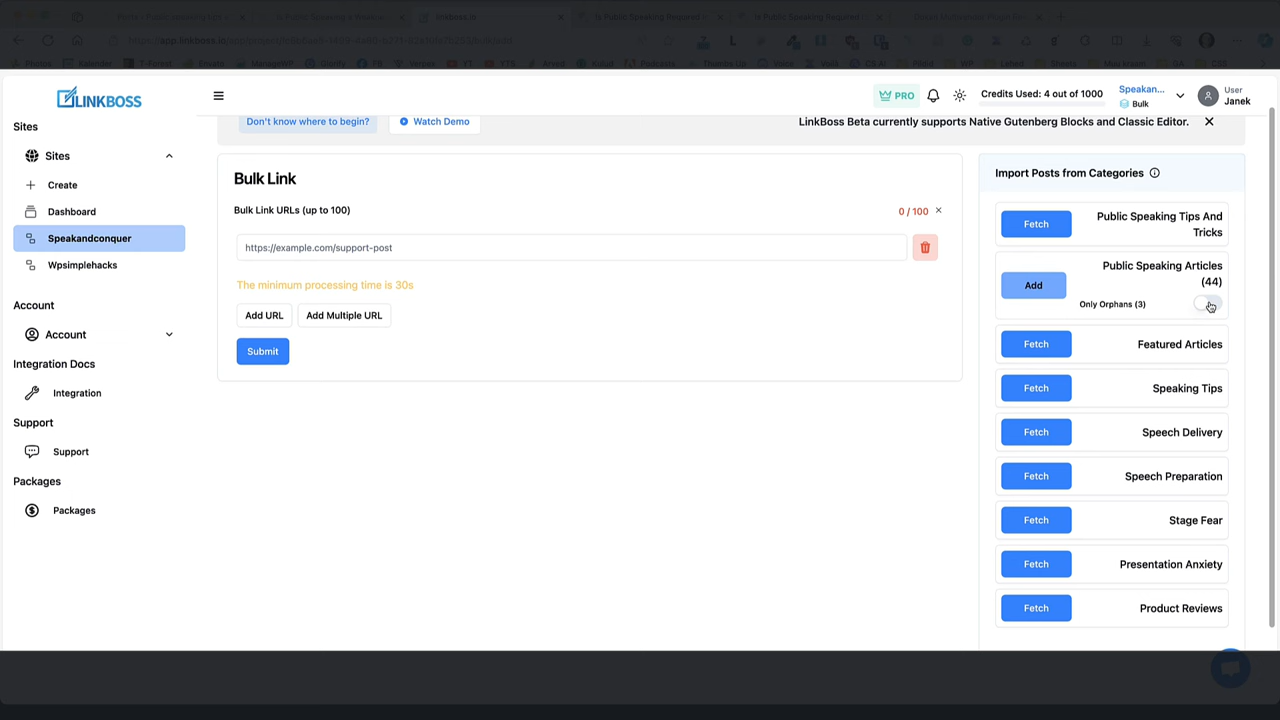 linkboss.io
LINKBOSS
PRO
Credits Used: 4 out of 1000
Speakan...
Bulk
User
Janek
Don't know where to begin?
Watch Demo
LinkBoss Beta currently supports Native Gutenberg Blocks and Classic Editor.
Sites
Sites
Create
Dashboard
Speakandconquer
Wpsimplehacks
Account
Account
Integration Docs
Integration
Support
Support
Packages
Packages
Bulk Link
Bulk Link URLs (up to 100)
0 / 100
https://example.com/support-post
The minimum processing time is 30s
Add URL
Add Multiple URL
Submit
Import Posts from Categories
Fetch
Public Speaking Tips And
Tricks
Public Speaking Articles
(44)
Add
Only Orphans (3)
Fetch
Featured Articles
Fetch
Speaking Tips
Fetch
Speech Delivery
Fetch
Speech Preparation
Fetch
Stage Fear
Fetch
Presentation Anxiety
Fetch
Product Reviews